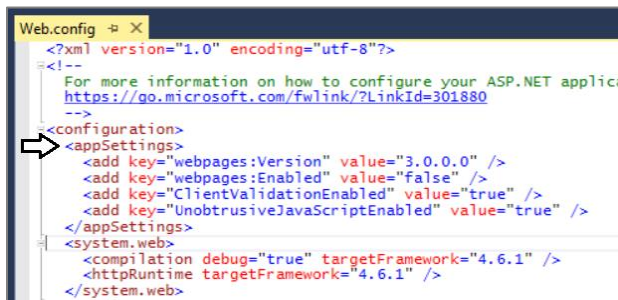 Web.config
<?xml version="1.0" encoding="utf-8"?>
<!--
For more information on how to configure your ASP.NET applica
https://go.microsoft.com/fwlink/?LinkId=301880
-->
<configuration>
<appSettings>
<add key="webpages:Version" value="3.0.0.0" />
<add key="webpages:Enabled" value="false" />
<add key="ClientValidationEnabled" value="true" />
<add key="UnobtrusiveJavaScriptEnabled" value="true" />
</appSettings>
<system.web>
<compilation debug="true" targetFramework="4.6.1" />
<httpRuntime targetFramework="4.6.1" />
</system.web>